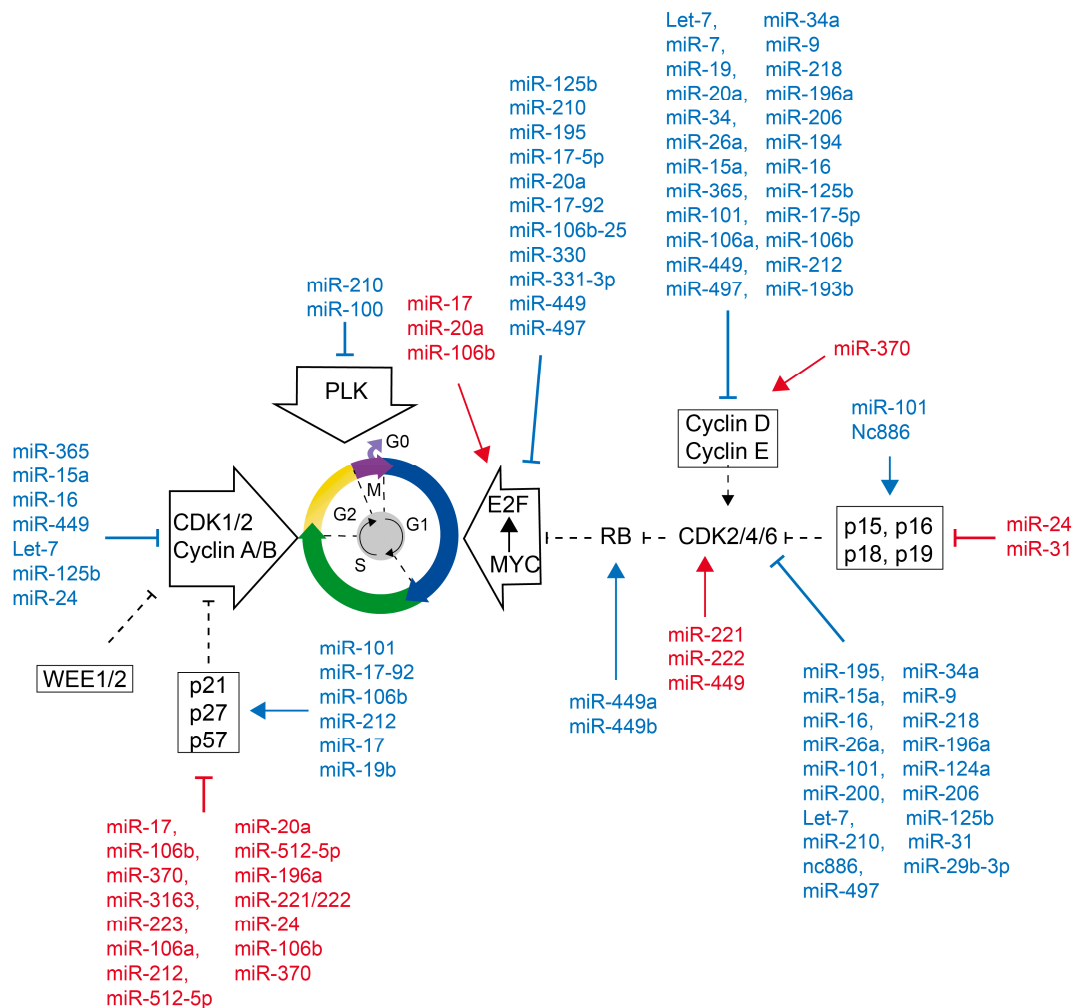 Let-7, miR-34a
miR-7, miR-9
miR-19, miR-218
miR-20a, miR-196a
miR-34, miR-206
miR-26a, miR-194
miR-15a, miR-16
miR-365, miR-125b
miR-101, miR-17-5p
miR-106a, miR-106b
miR-449, miR-212
miR-497, miR-193b
miR-125b
miR-210
miR-195
miR-17-5p
miR-20a
miR-17-92
miR-106b-25
miR-330
miR-331-3p
miR-449
miR-497
miR-210
miR-100
miR-17
miR-20a
miR-106b
miR-370
PLK
miR-101
Nc886
Cyclin D
Cyclin E
G0
M
G2
G1
S
miR-365
miR-15a
miR-16
miR-449
Let-7
miR-125b
miR-24
CDK1/2
Cyclin A/B
E2F
MYC
RB
CDK2/4/6
p15, p16
p18, p19
miR-24
miR-31
WEE1/2
p21
p27
p57
miR-101
miR-17-92
miR-106b
miR-212
miR-17
miR-19b
miR-449a
miR-449b
miR-221
miR-222
miR-449
miR-195, miR-34a
miR-15a, miR-9
miR-16, miR-218
miR-26a, miR-196a
miR-101, miR-124a
miR-200, miR-206
Let-7, miR-125b
miR-210, miR-31
nc886, miR-29b-3p
miR-497
miR-17, miR-20a
miR-106b, miR-512-5p
miR-370, miR-196a
miR-3163, miR-221/222
miR-223, miR-24
miR-106a, miR-106b
miR-212, miR-370
miR-512-5p